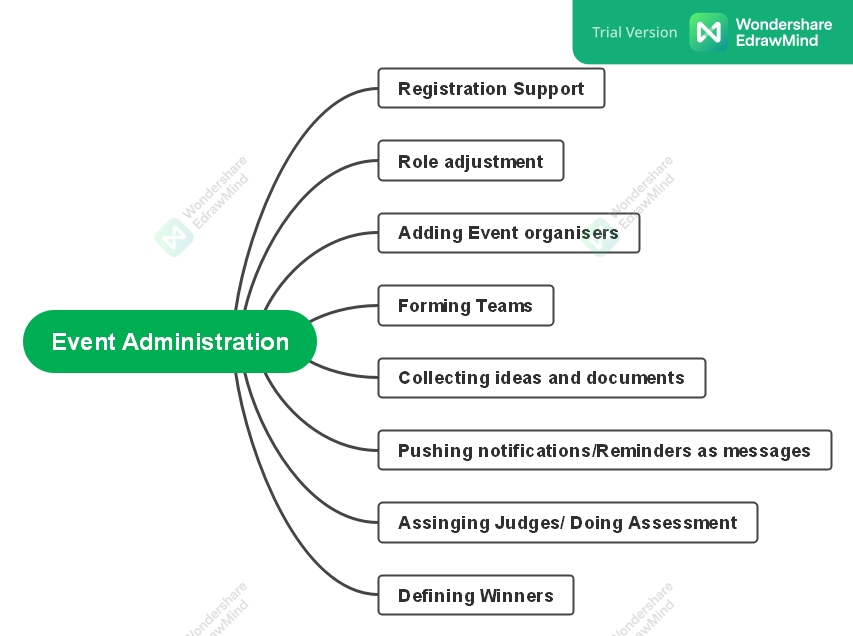 Trial Version
Wondershare
EdrawMind
Registration Support
Role adjustment
Wondershare
EdrawMind
Wondershare
EdrawMind
Adding Event organisers
Forming Teams
Event Administration
Collecting ideas and documents
Pushing notifications/Reminders as messages
Assinging Judges/ Doing Assessment
Defining Winners
Wondershare
EdrawMind
Wondershare
EdrawMind